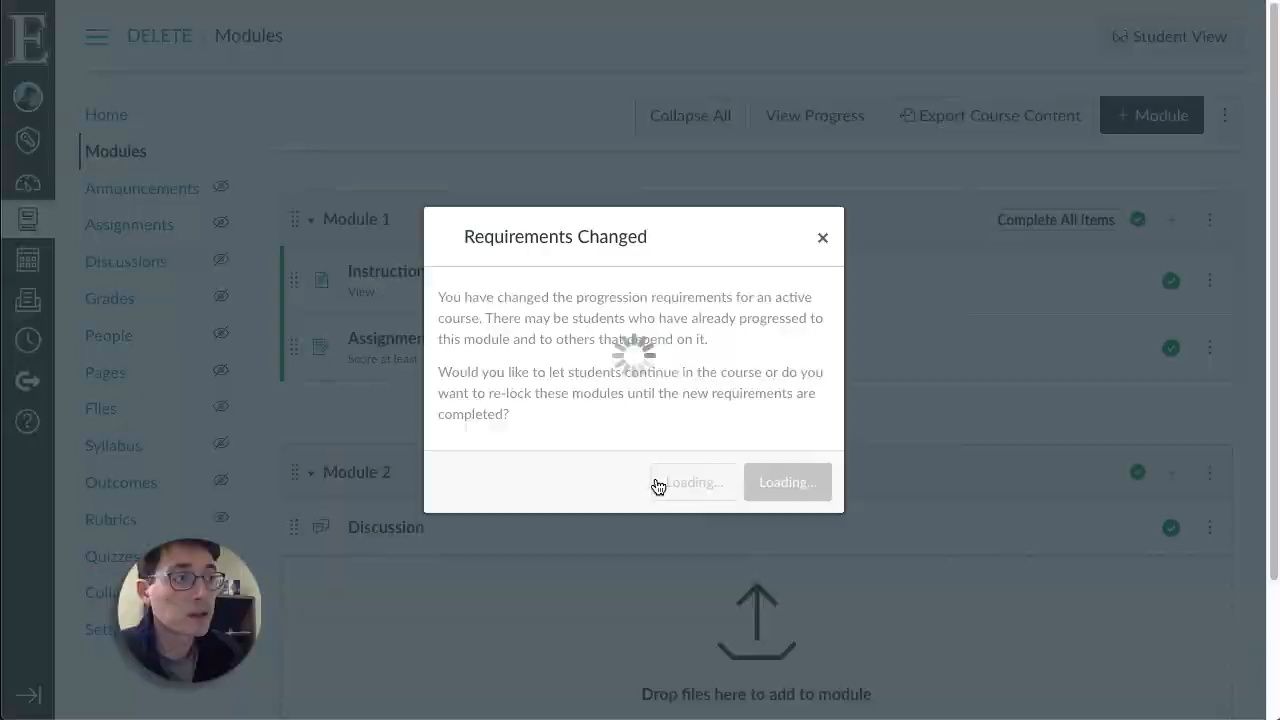 E
DELETE
Modules
Student View
Home
Modules
Announcements
Assignments
Discussions
Grades
People
Pages
Files
Syllabus
Outcomes
Rubrics
Quizzes
Collapse All
View Progress
Export Course Content
+ Module
Module 1
Complete All Items
View
Score at least
Requirements Changed
You have changed the progression requirements for an active
course. There may be students who have already progressed to
this module and to others that depend on it.
Would you like to let students continue in the course or do you
want to re-lock these modules until the new requirements are
completed?
Loading...
Loading...
Module 2
Discussion
Drop files here to add to module